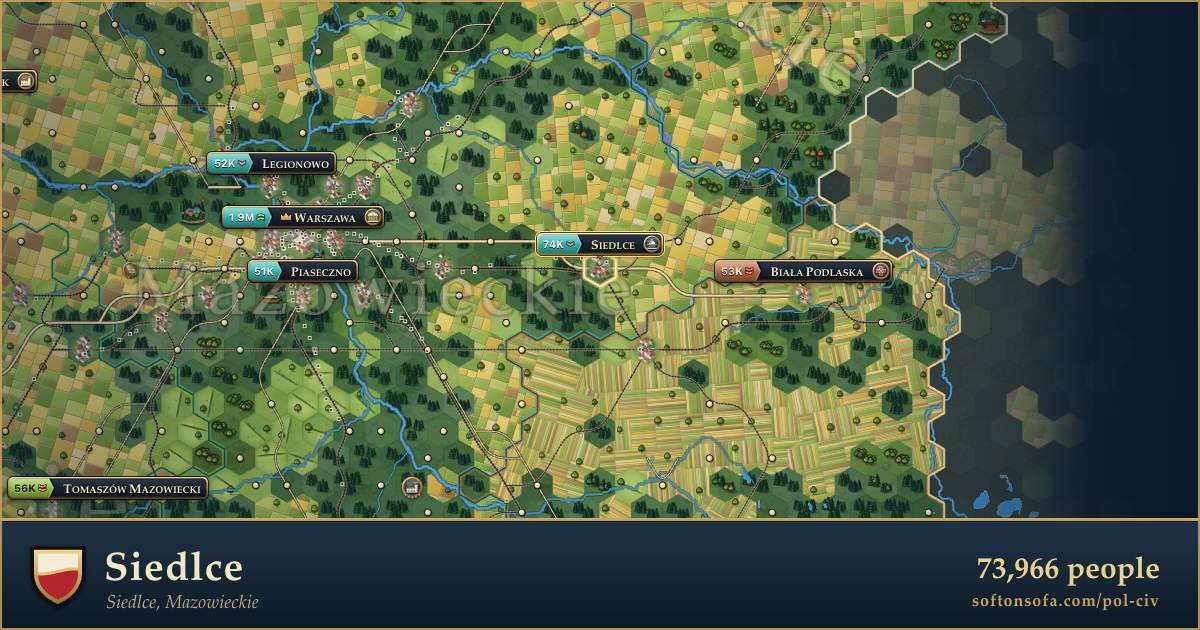 K
52K LEGIONOWO
1.9M WARSZAWA
74K SIEDLCE
51K PIASECZNO
53K BIAŁA PODLASKA
Mazowieckie
56K TOMASZÓW MAZOWIECKI
Siedlce
Siedlce, Mazowieckie
73,966 people
softonsofa.com/pol-civ